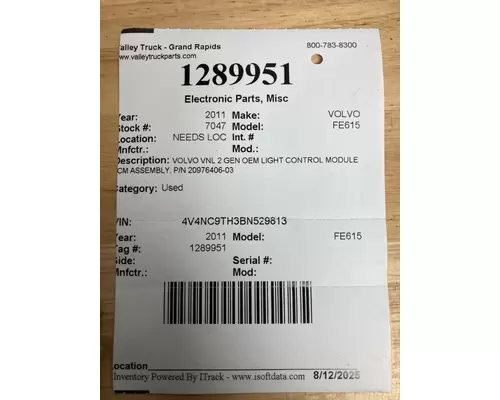 Valley Truck - Grand Rapids 800-783-8300
www.valleytruckparts.com
1289951
Electronic Parts, Misc
Year: 2011 Make: VOLVO
Stock #: 7047 Model: FE615
Location: NEEDS LOC Int. #
Mnfctr.: Mod.:
Description: VOLVO VNL 2 GEN OEM LIGHT CONTROL MODULE
CM ASSEMBLY, P/N 20976406-03
Category: Used
VIN: 4V4NC9TH3BN529813
Year: 2011 Model: FE615
Tag #: 1289951
Side: Serial #:
Mnfctr.: Mod:
Location
Inventory Powered By ITrack - www.isoftdata.com 8/12/2025